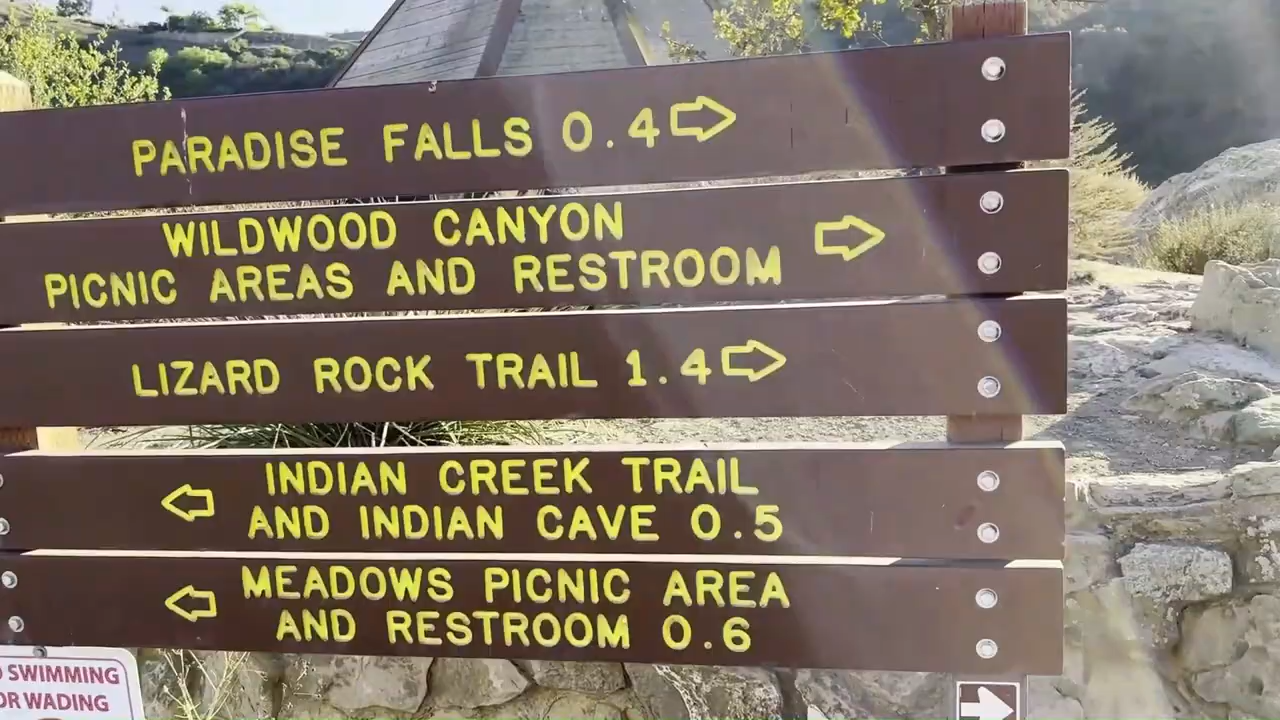 PARADISE FALLS 0.4
WILDWOOD CANYON
PICNIC AREAS AND RESTROOM
LIZARD ROCK TRAIL 1.4
INDIAN CREEK TRAIL
AND INDIAN CAVE 0.5
MEADOWS PICNIC AREA
AND RESTROOM 0.6
SWIMMING
OR WADING